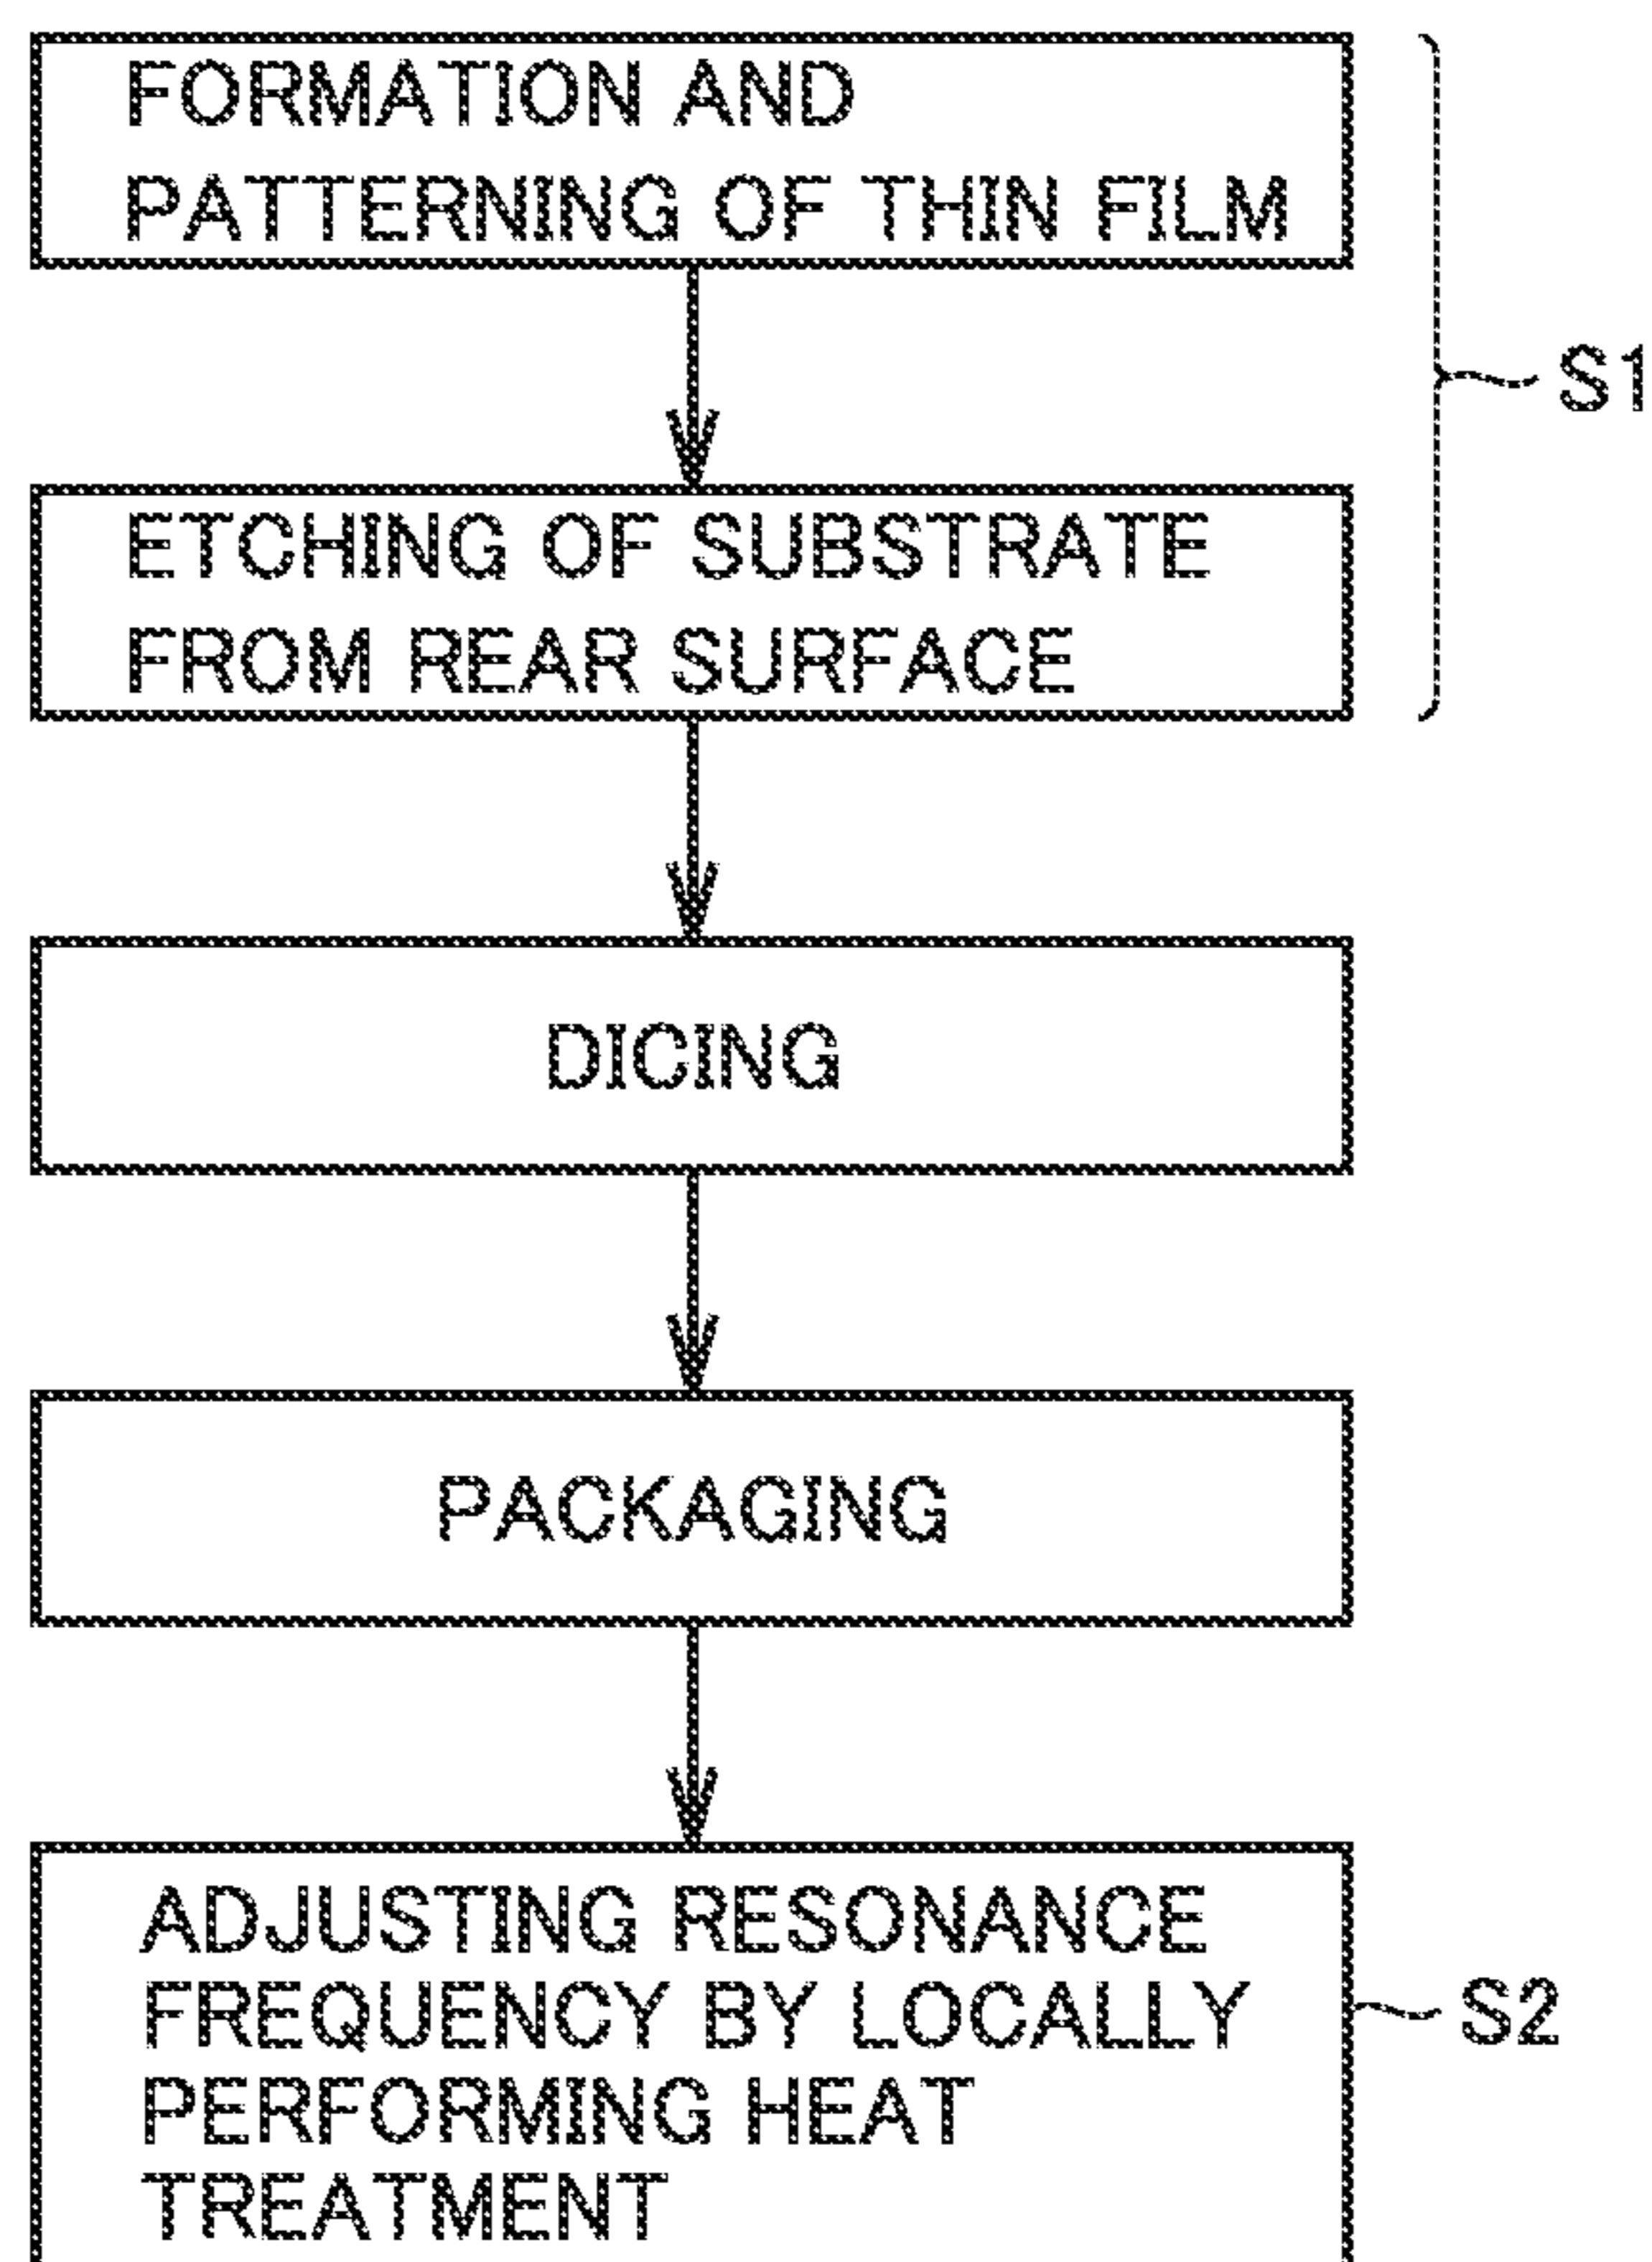 FORMATION AND
PATTERNING OF THIN FILM
S1
ETCHING OF SUBSTRATE
FROM REAR SURFACE
DICING
PACKAGING
ADJUSTING RESONANCE
FREQUENCY BY LOCALLY
PERFORMING HEAT
TREATMENT
S2